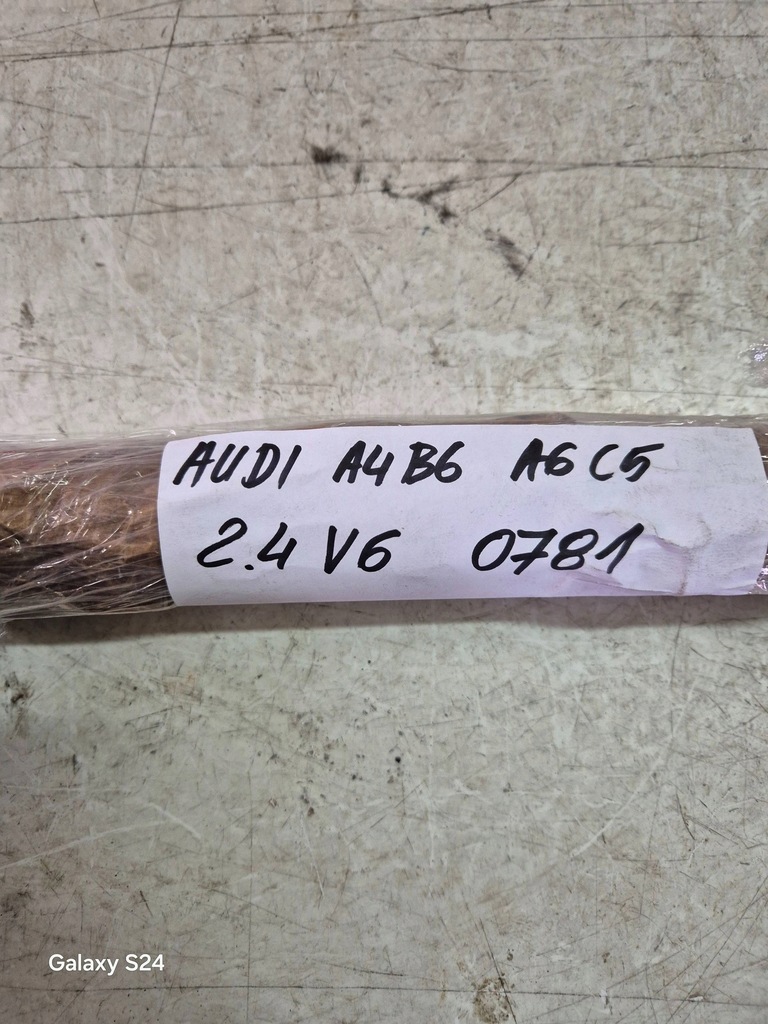 AUDI A4B6 A6C5
2.4 V6 0781
Galaxy S24